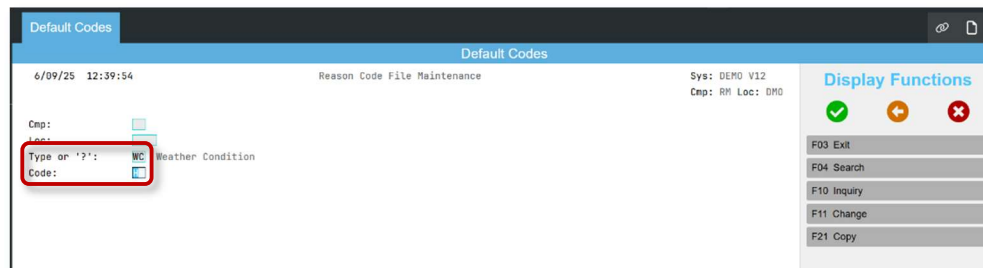 Default Codes
Default Codes
6/09/25 12:39:54 Reason Code File Maintenance Sys: DEMO V12
Cmp: RM Loc: DMO
Cmp:
Loc:
Type or '?': WC Weather Condition
Code:
Display Functions
F03 Exit
F04 Search
F10 Inquiry
F11 Change
F21 Copy